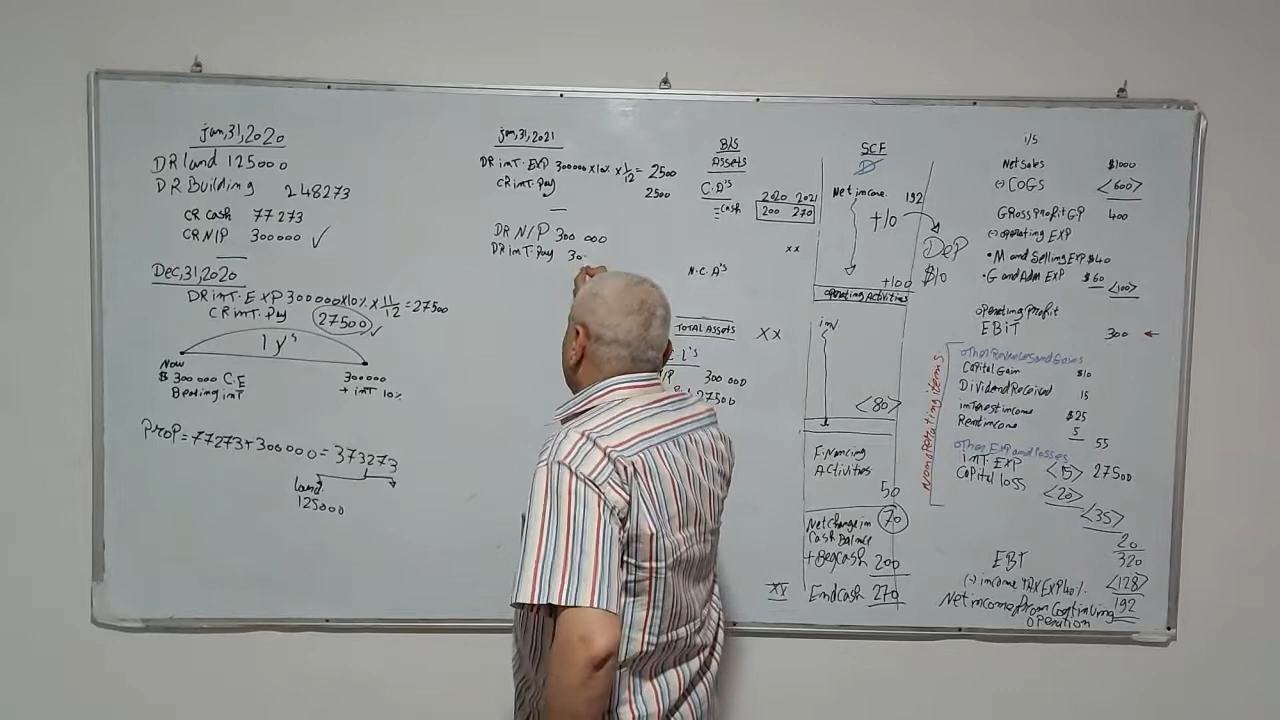 jan,31,2020
DR land 125000
DR Building 248273
CR cash 77273
CR N/P 300000 ✓
Dec,31,2020
DR inT.EXP 300000x10% x 11/12 = 27500
CR inT.Pay 27500 ✓
1 y's
Now
$ 300000 C.E
Bearing inT
300000
+ inT 10%
PROP = 77273+300000 = 373273
land
125000
jan,31,2021
DR inT.EXP 300000x10% x 1/12 = 2500
CR inT.Pay 2500
DR N/P 300 000
DR inT.Pay 30
B/S
Assets
C.A's
2020 2021
cash 200 270
xx
N.C.A's
TOTAL Assets XX
L's
300 000
27500
XX
SCF
D
Net income 192
+10
DeP
$10
+100
operating Activities
inv
<80>
Financing
Activities
50
Net change in 70
Cash Balance
+Beg cash 200
End cash 270
i/s
Net sales $1000
(-) COGS <600>
GRoss Profit GP 400
(-) operating EXP
• M and Selling EXP $40
• G and Adm EXP $60
<100>
operating Profit
EBiT 300 ←
other Revenues and Gains
Capital Gain $10
Dividend Received 15
interest income $25
Rent income 5
55
other Exp and losses
inT EXP <15> 27500
Capital loss <20>
<35>
20
EBT 320
(-) income TAX EXP 40% <128>
Net income from Continuing 192
operation
Nonoperating items